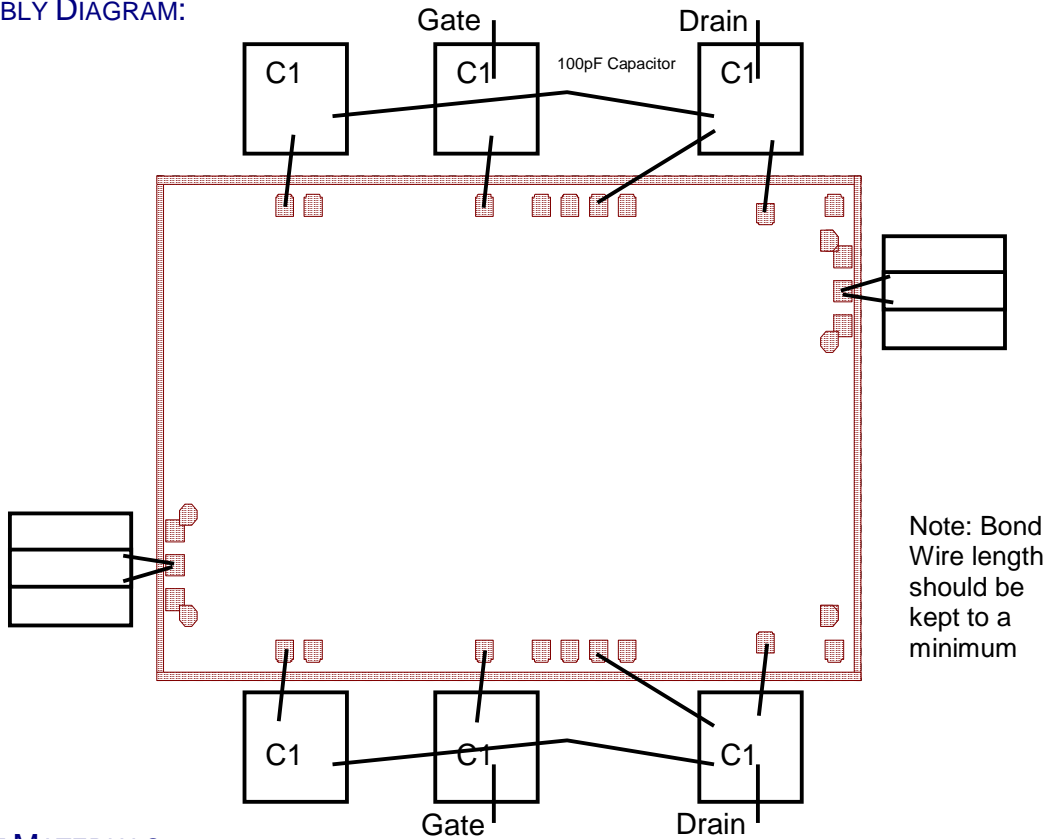 BLY DIAGRAM:
Gate
Drain
C1
C1
100pF Capacitor
C1
Note: Bond
Wire length
should be
kept to a
minimum
C1
C1
C1
Gate
Drain